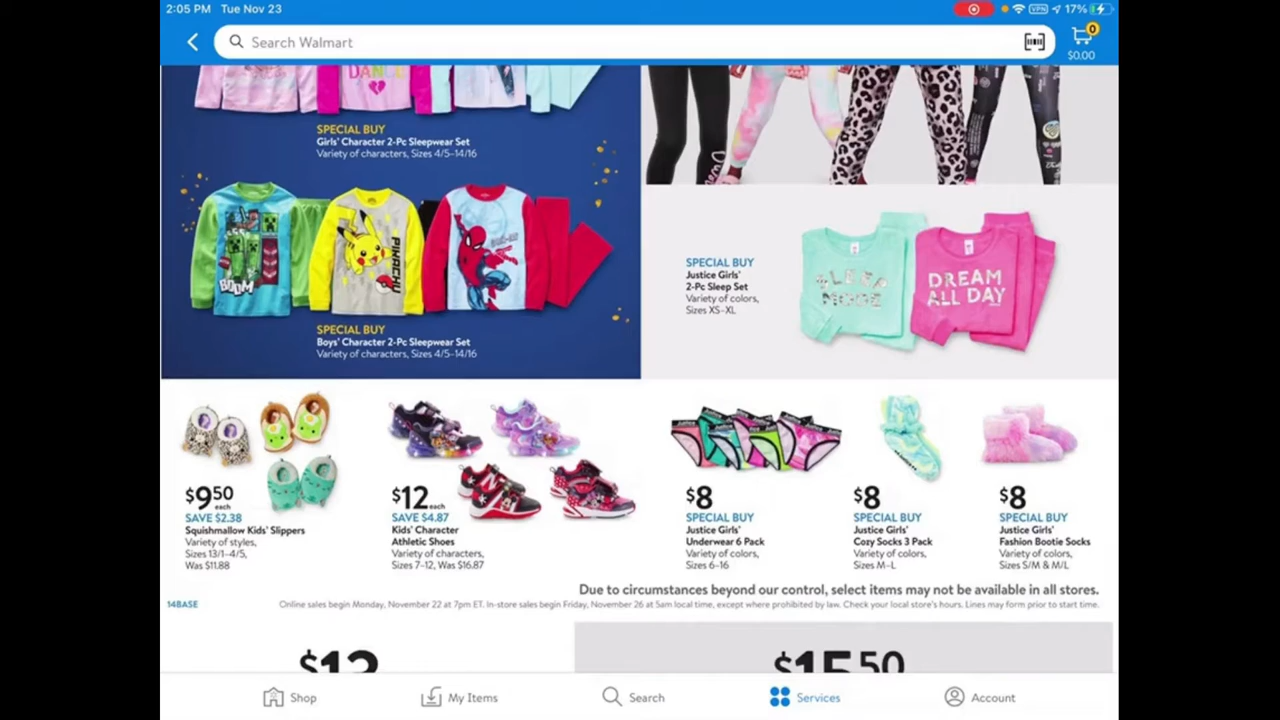 2:05 PM Tue Nov 23
VPN 17%
Search Walmart
0
$0.00
DANCE
SPECIAL BUY
Girls' Character 2-Pc Sleepwear Set
Variety of characters, Sizes 4/5-14/16
BOOM
PIKACHU
SPECIAL BUY
Boys' Character 2-Pc Sleepwear Set
Variety of characters, Sizes 4/5-14/16
SPECIAL BUY
Justice Girls'
2-Pc Sleep Set
Variety of colors,
Sizes XS-XL
SLEEP
MORE
DREAM
ALL DAY
$9.50 each
SAVE $2.38
Squishmallow Kids' Slippers
Variety of styles,
Sizes 13/1-4/5,
Was $11.88
$12 each
SAVE $4.87
Kids' Character
Athletic Shoes
Variety of characters,
Sizes 7-12, Was $16.87
$8
SPECIAL BUY
Justice Girls'
Underwear 6 Pack
Variety of colors,
Sizes 6-16
$8
SPECIAL BUY
Justice Girls'
Cozy Socks 3 Pack
Variety of colors,
Sizes M-L
$8
SPECIAL BUY
Justice Girls'
Fashion Bootie Socks
Variety of colors,
Sizes S/M & M/L
Due to circumstances beyond our control, select items may not be available in all stores.
14BASE
Online sales begin Monday, November 22 at 7pm ET. In-store sales begin Friday, November 26 at 5am local time, except where prohibited by law. Check your local store's hours. Lines may form prior to start time.
$15.50
Shop
My Items
Search
Services
Account